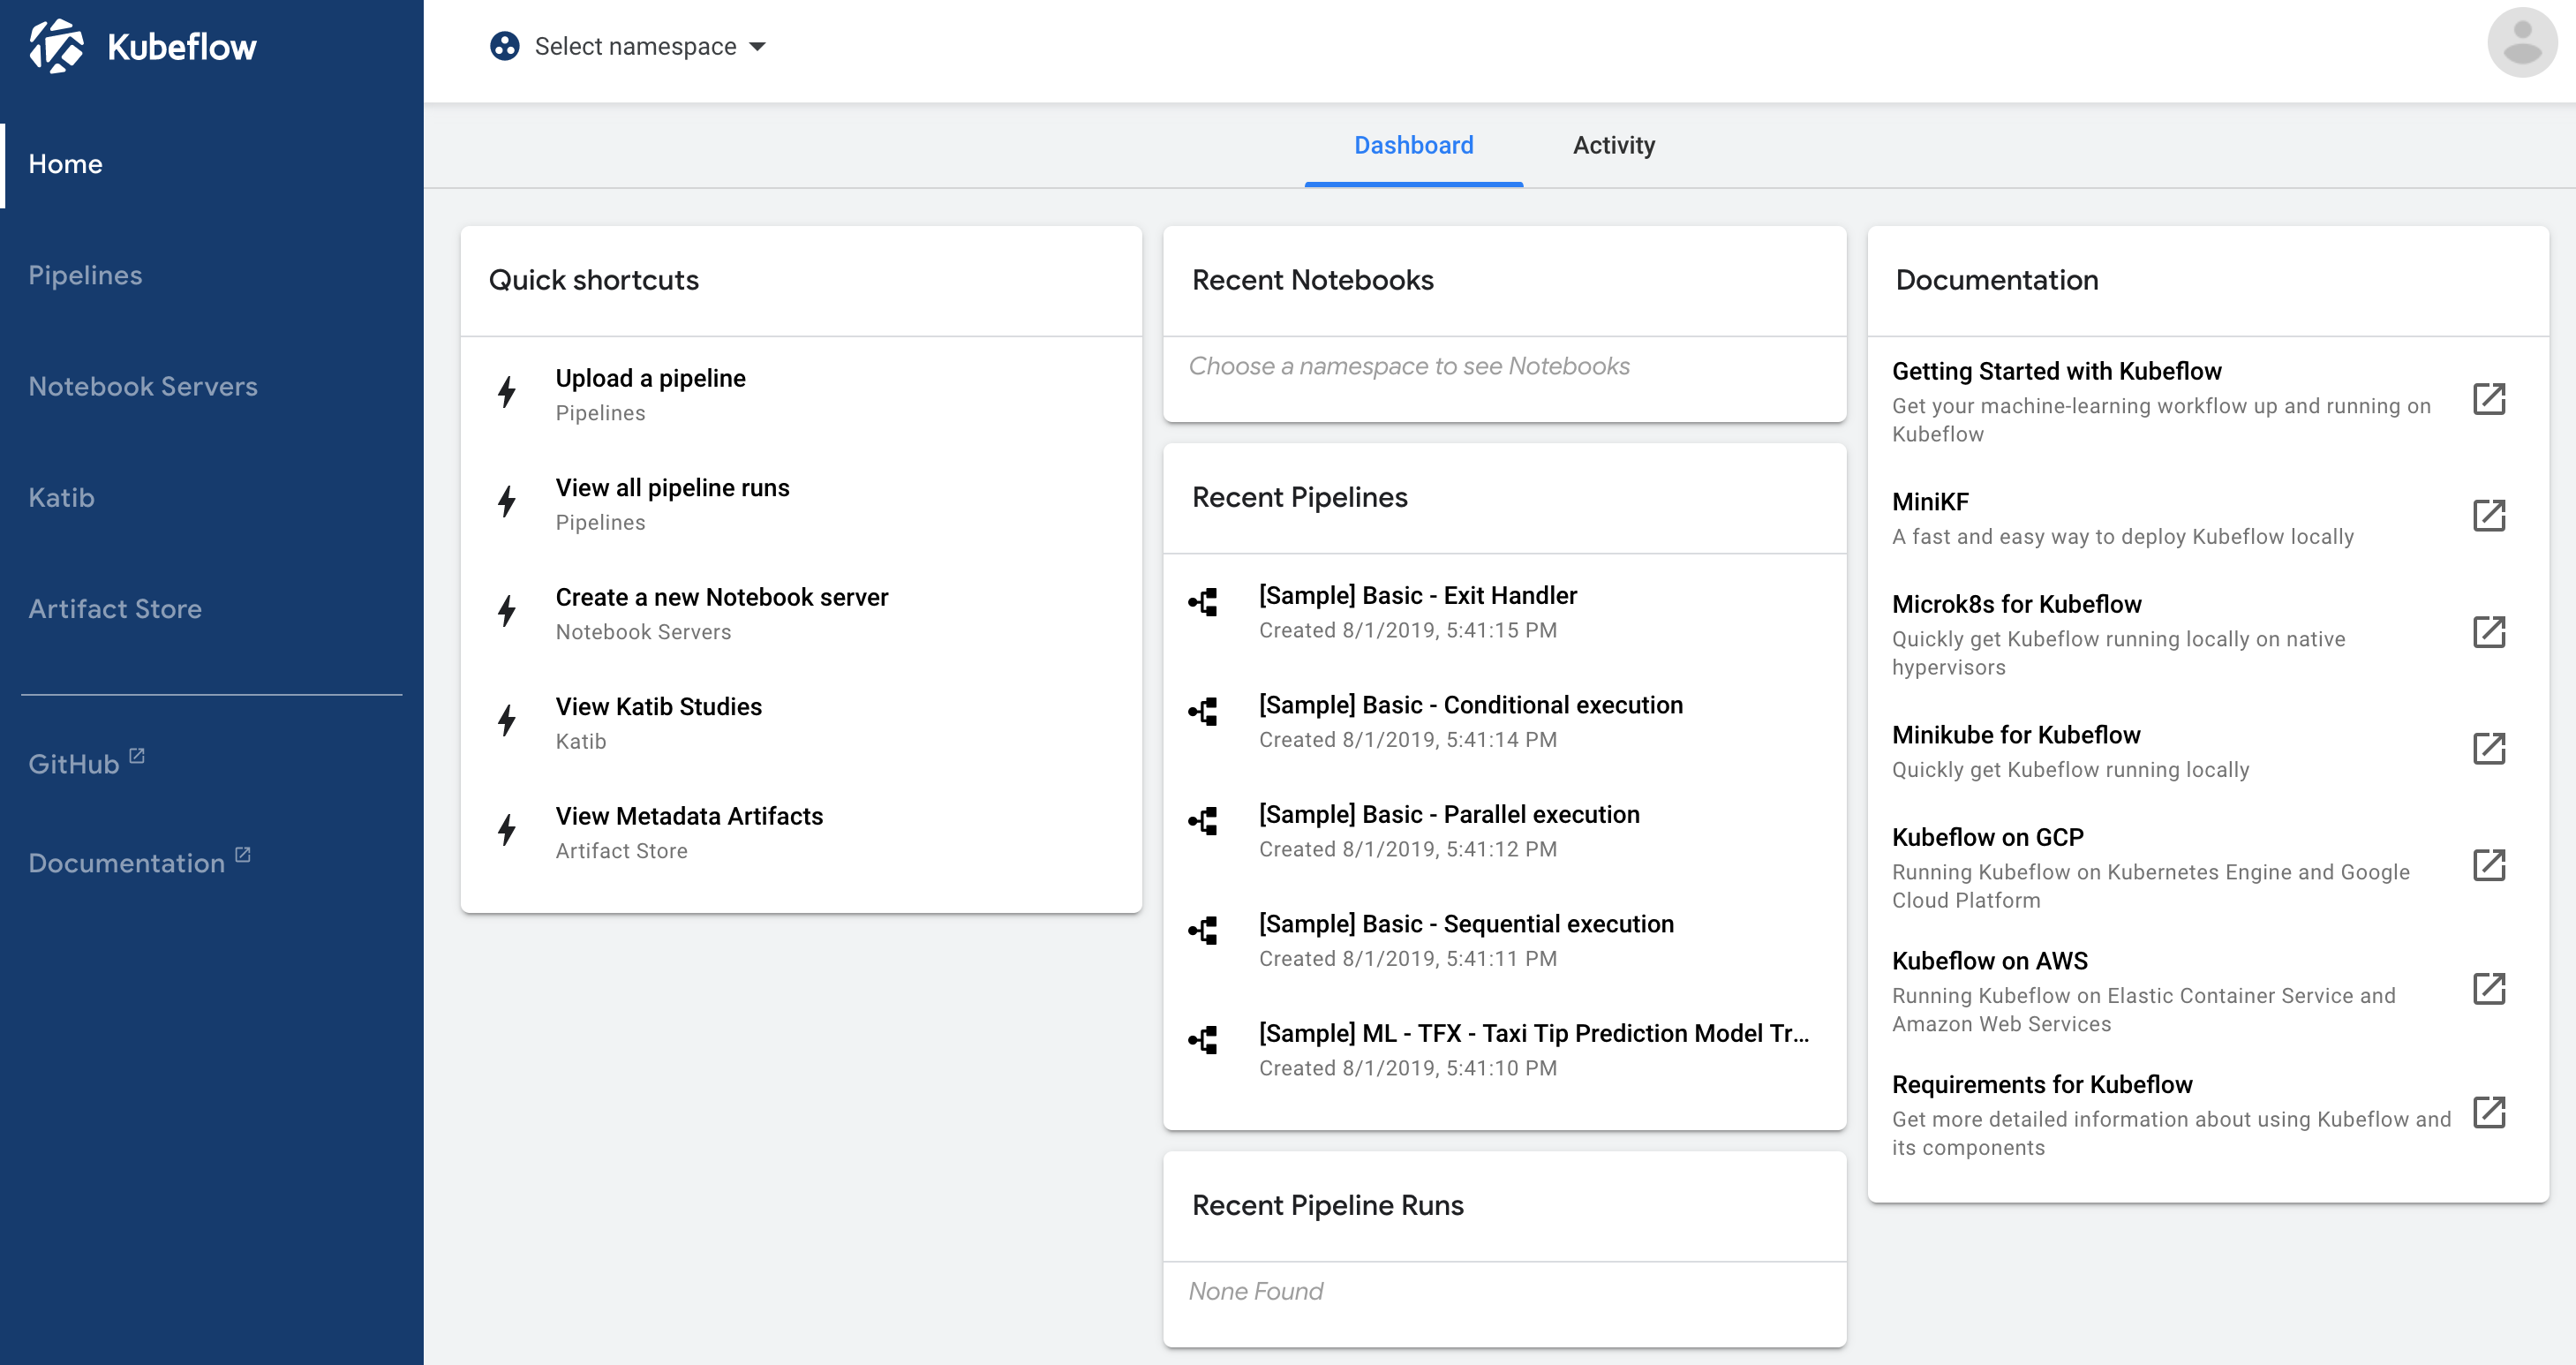 Kubeflow
Home
Pipelines
Notebook Servers
Katib
Artifact Store
GitHub
Documentation
Select namespace
Dashboard
Activity
Quick shortcuts
Upload a pipeline
Pipelines
View all pipeline runs
Pipelines
Create a new Notebook server
Notebook Servers
View Katib Studies
Katib
View Metadata Artifacts
Artifact Store
Recent Notebooks
Choose a namespace to see Notebooks
Recent Pipelines
[Sample] Basic - Exit Handler
Created 8/1/2019, 5:41:15 PM
[Sample] Basic - Conditional execution
Created 8/1/2019, 5:41:14 PM
[Sample] Basic - Parallel execution
Created 8/1/2019, 5:41:12 PM
[Sample] Basic - Sequential execution
Created 8/1/2019, 5:41:11 PM
[Sample] ML - TFX - Taxi Tip Prediction Model Tr...
Created 8/1/2019, 5:41:10 PM
Recent Pipeline Runs
None Found
Documentation
Getting Started with Kubeflow
Get your machine-learning workflow up and running on
Kubeflow
MiniKF
A fast and easy way to deploy Kubeflow locally
Microk8s for Kubeflow
Quickly get Kubeflow running locally on native
hypervisors
Minikube for Kubeflow
Quickly get Kubeflow running locally
Kubeflow on GCP
Running Kubeflow on Kubernetes Engine and Google
Cloud Platform
Kubeflow on AWS
Running Kubeflow on Elastic Container Service and
Amazon Web Services
Requirements for Kubeflow
Get more detailed information about using Kubeflow and
its components